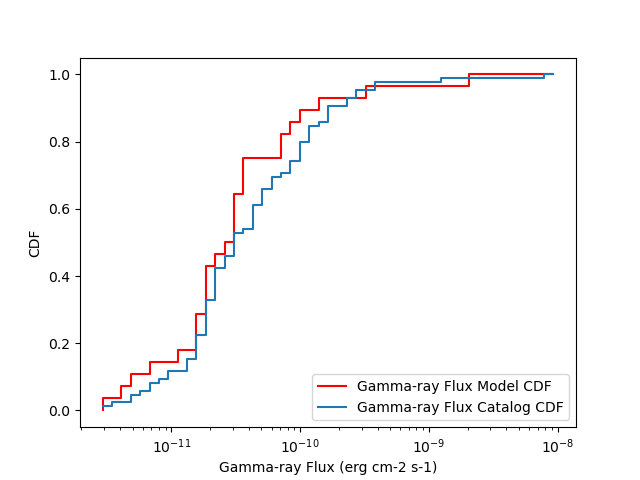 1.0
0.8
0.6
0.4
0.2
0.0
CDF
10⁻¹¹
10⁻¹⁰
10⁻⁹
10⁻⁸
Gamma-ray Flux (erg cm-2 s-1)
Gamma-ray Flux Model CDF
Gamma-ray Flux Catalog CDF